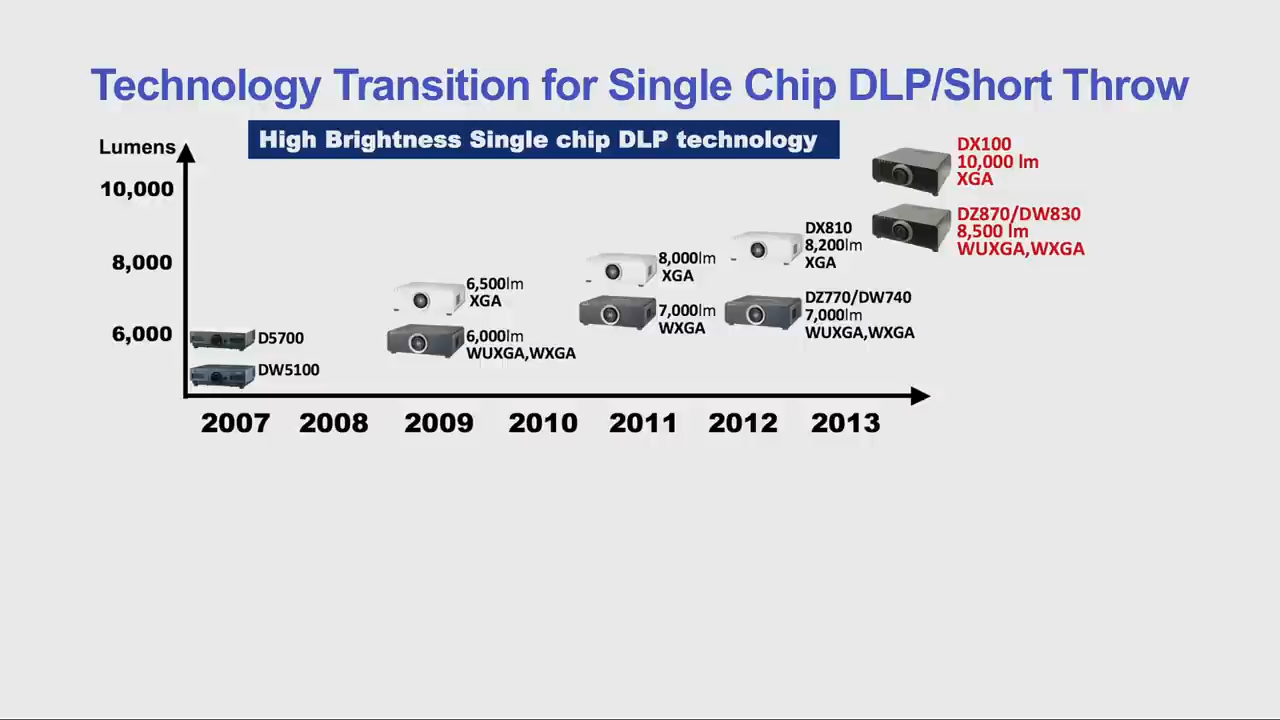 Technology Transition for Single Chip DLP/Short Throw
High Brightness Single chip DLP technology
Lumens
10,000
8,000
6,000
D5700
DW5100
6,500lm
XGA
6,000lm
WUXGA,WXGA
8,000lm
XGA
7,000lm
WXGA
DX810
8,200lm
XGA
DZ770/DW740
7,000lm
WUXGA,WXGA
DX100
10,000 lm
XGA
DZ870/DW830
8,500 lm
WUXGA,WXGA
2007 2008 2009 2010 2011 2012 2013